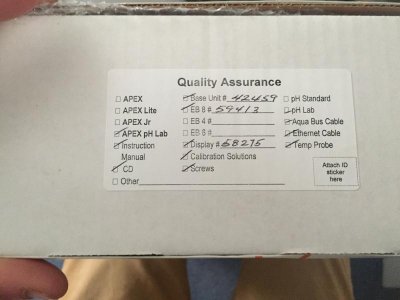 Quality Assurance
APEX
APEX Lite
APEX Jr
APEX pH Lab
Instruction
Manual
CD
Other
Base Unit # 42459
EB 8 # 59413
EB 4 #
EB 6 #
Display # 58275
Calibration Solutions
Screws
pH Standard
pH Lab
Aqua Bus Cable
Ethernet Cable
Temp Probe
Attach ID
sticker
here